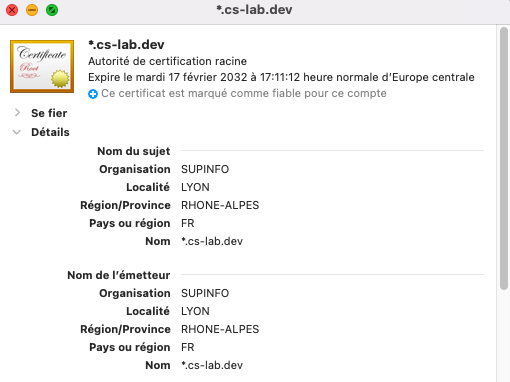 *.cs-lab.dev
Certificate
Root
*.cs-lab.dev
Autorité de certification racine
Expire le mardi 17 février 2032 à 17:11:12 heure normale d’Europe centrale
Ce certificat est marqué comme fiable pour ce compte
Se fier
Détails
Nom du sujet
Organisation SUPINFO
Localité LYON
Région/Province RHONE-ALPES
Pays ou région FR
Nom *.cs-lab.dev
Nom de l’émetteur
Organisation SUPINFO
Localité LYON
Région/Province RHONE-ALPES
Pays ou région FR
Nom *.cs-lab.dev